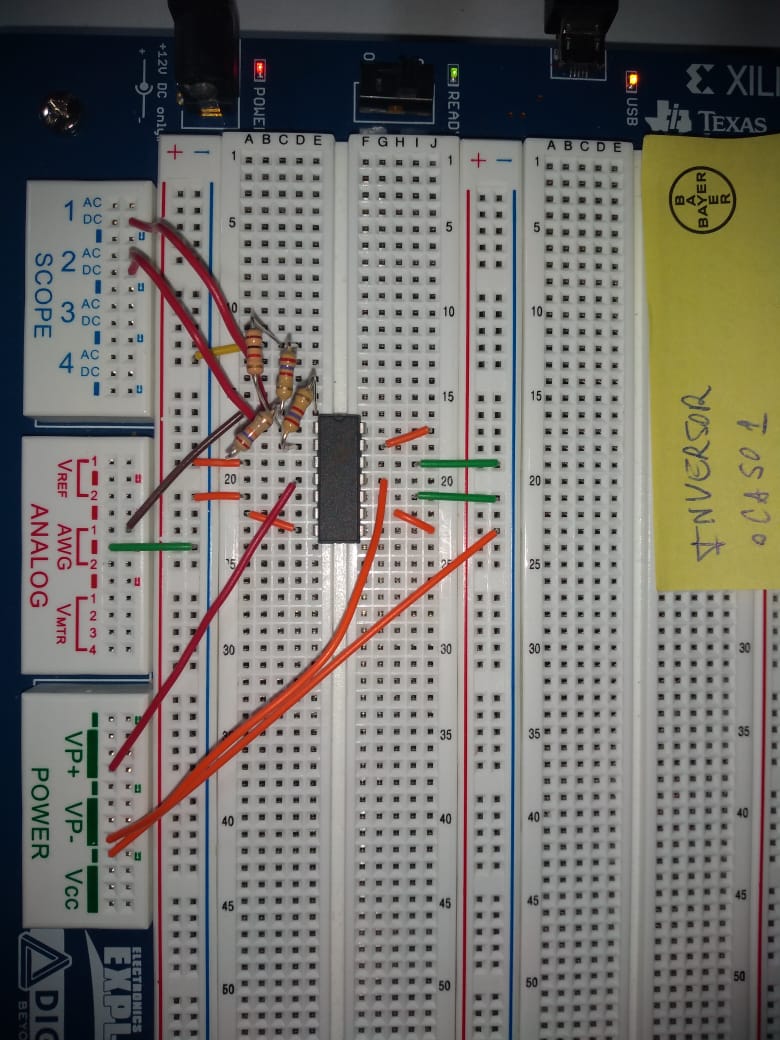 +12V DC only
POWE
READ
USB
XILI
TEXAS
A B C D E
F G H I J
A B C D E
BAYER
BAYER
SCOPE
1 AC DC
2 AC DC
3 AC DC
4 AC DC
ANALOG
VREF 1 2
AWG 1 2
VMTR 1 2 3 4
POWER
VP+
VP-
Vcc
1 5 10 15 20 25 30 35 40 45 50
1 5 10 15 20 25 30 35 40 45 50
1 5 10 15 20 25 30 35 40 45 50
30 35 40 45 50
INVERSOR
CASO 1
DIG
BEYO
ELECTRONICS
EXPL